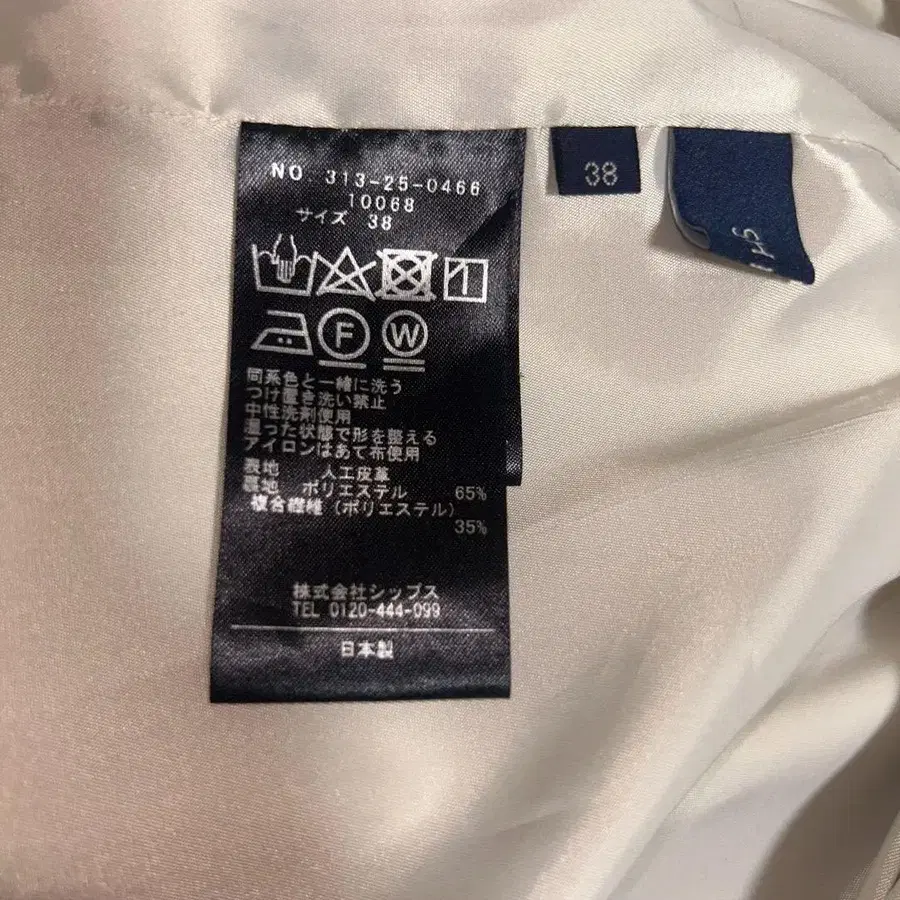 NO. 313-25-0466
10068
サイズ 38
F W
同系色と一緒に洗う
つけ置き洗い禁止
中性洗剤使用
湿った状態で形を整える
アイロンはあて布使用
表地 人工皮革
裏地 ポリエステル 65%
複合繊維(ポリエステル)
35%
株式会社シップス
TEL 0120-444-099
日本製
38